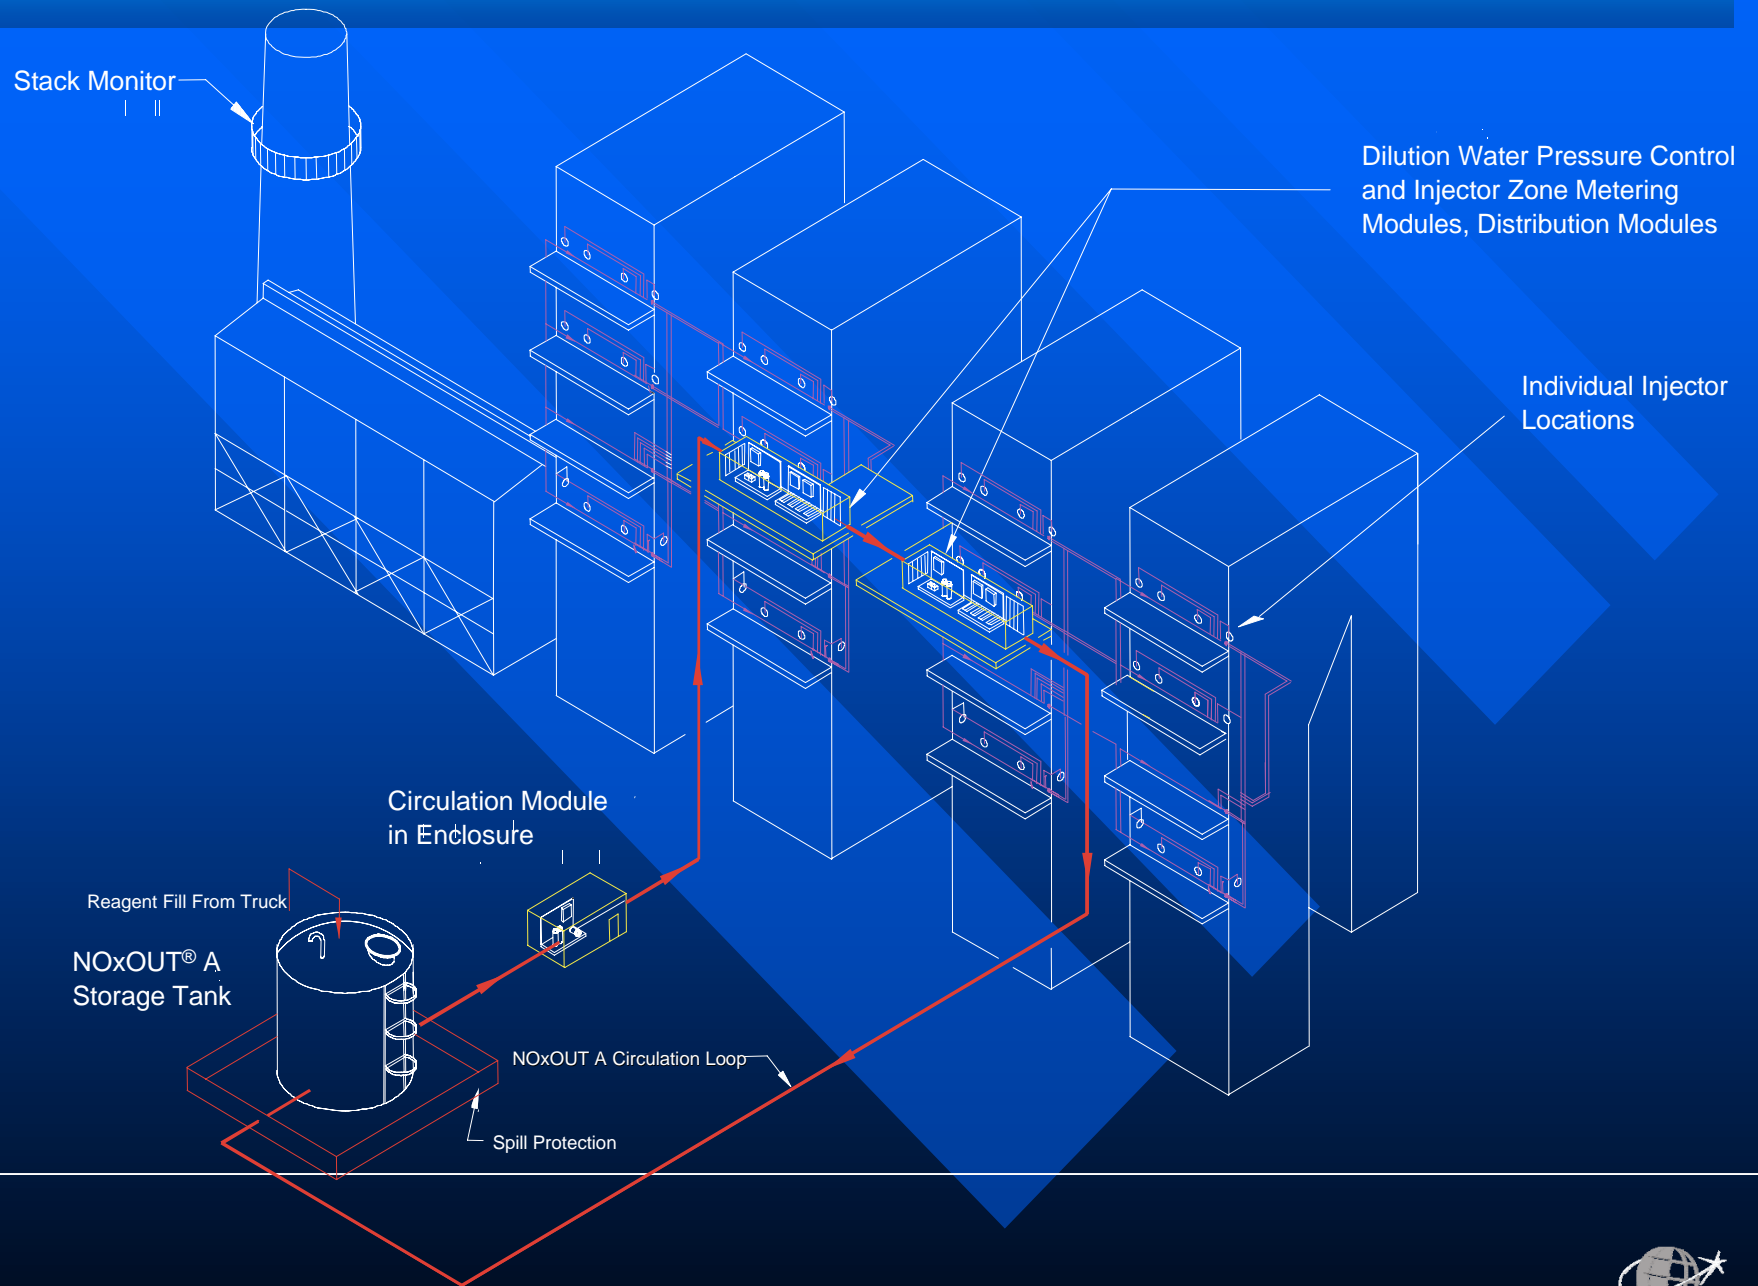 Stack Monitor
Dilution Water Pressure Control
and Injector Zone Metering
Modules, Distribution Modules
Individual Injector
Locations
Circulation Module
in Enclosure
Reagent Fill From Truck
NOxOUT® A
Storage Tank
NOxOUT A Circulation Loop
Spill Protection